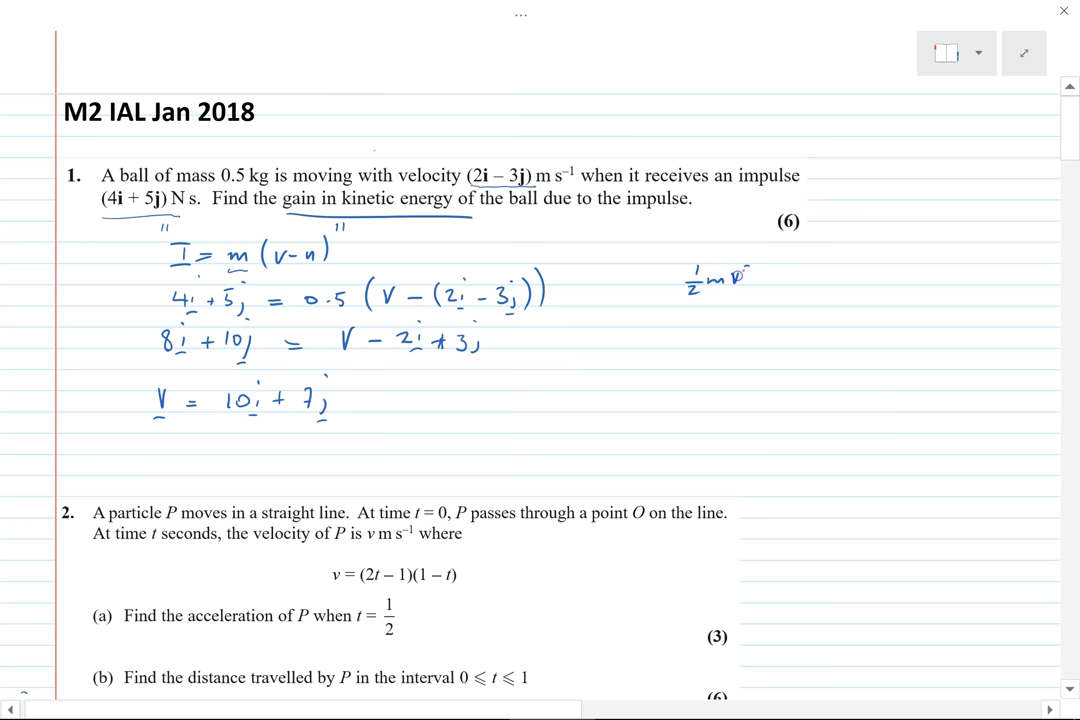 M2 IAL Jan 2018
1. A ball of mass 0.5 kg is moving with velocity (2i – 3j) m s⁻¹ when it receives an impulse
(4i + 5j) N s. Find the gain in kinetic energy of the ball due to the impulse.
(6)
" "
I = m (v-u)
4i + 5j = 0.5 (v - (2i - 3j))
½ m v²
8i + 10j = v - 2i + 3j
v = 10i + 7j
2. A particle P moves in a straight line. At time t = 0, P passes through a point O on the line.
At time t seconds, the velocity of P is v m s⁻¹ where
v = (2t – 1)(1 – t)
(a) Find the acceleration of P when t = 1/2
(3)
(b) Find the distance travelled by P in the interval 0 ⩽ t ⩽ 1
(6)